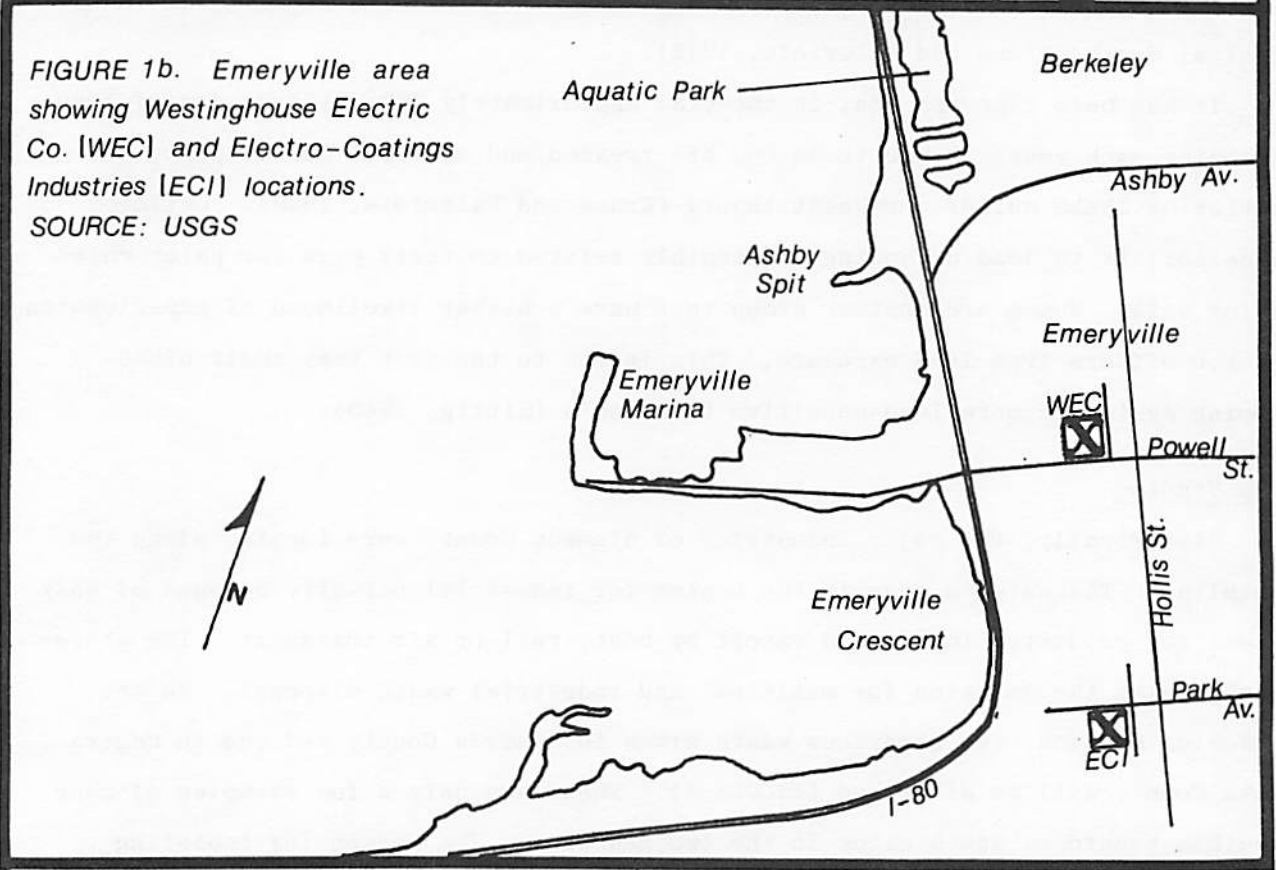 FIGURE 1b. Emeryville area
showing Westinghouse Electric
Co. [WEC] and Electro-Coatings
Industries [ECI] locations.
SOURCE: USGS
Aquatic Park
Berkeley
Ashby Av.
Ashby
Spit
Emeryville
Emeryville
Marina
WEC
Powell
St.
Hollis St.
N
Emeryville
Crescent
Park
Av.
ECI
I-80